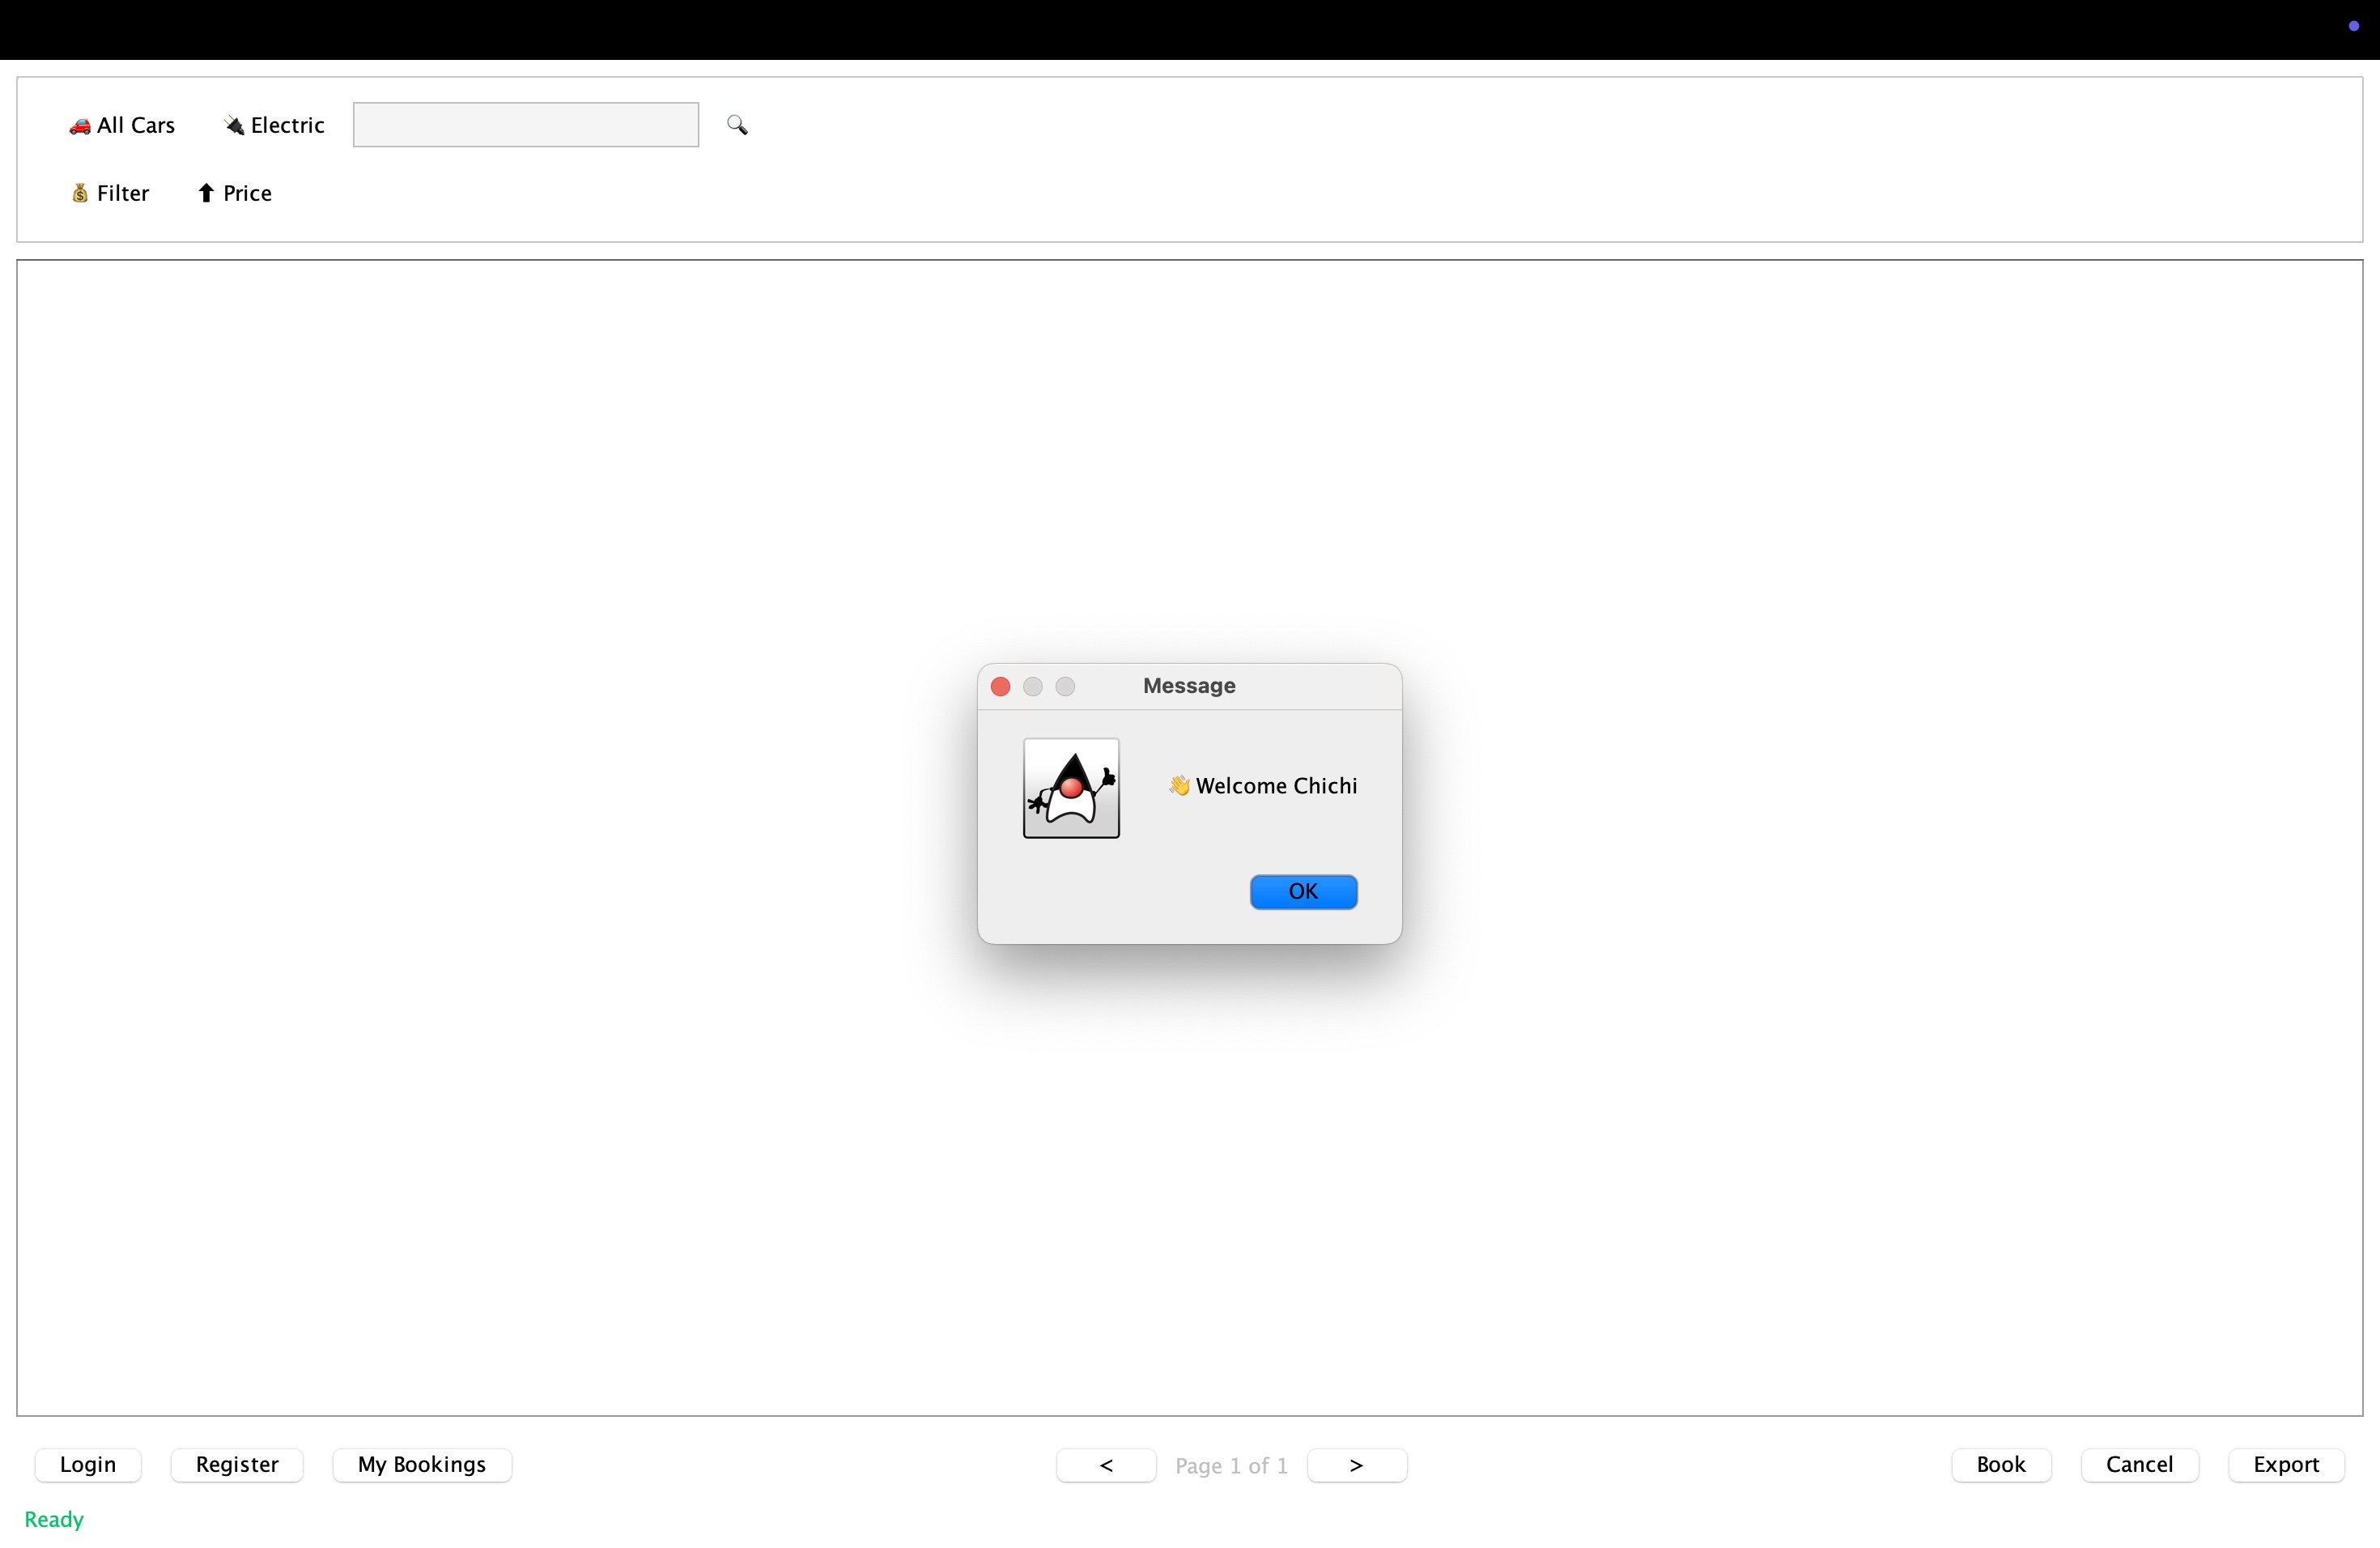 🚗 All Cars 🔌 Electric 🔍
💰 Filter ⬆ Price
Message
👋 Welcome Chichi
OK
Login Register My Bookings < Page 1 of 1 > Book Cancel Export
Ready